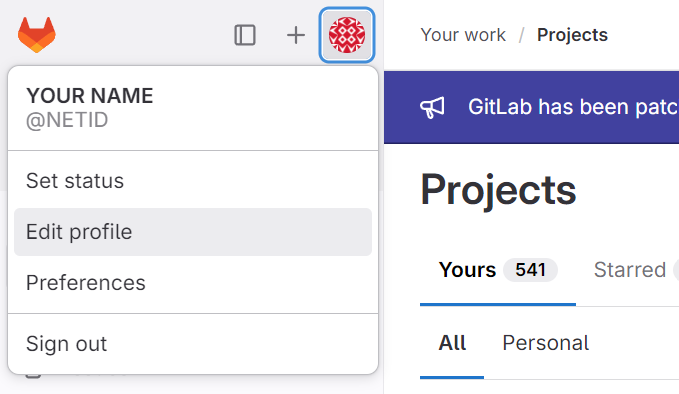 Your work / Projects
YOUR NAME
@NETID
Set status
Edit profile
Preferences
Sign out
GitLab has been patc
Projects
Yours 541 Starred
All Personal